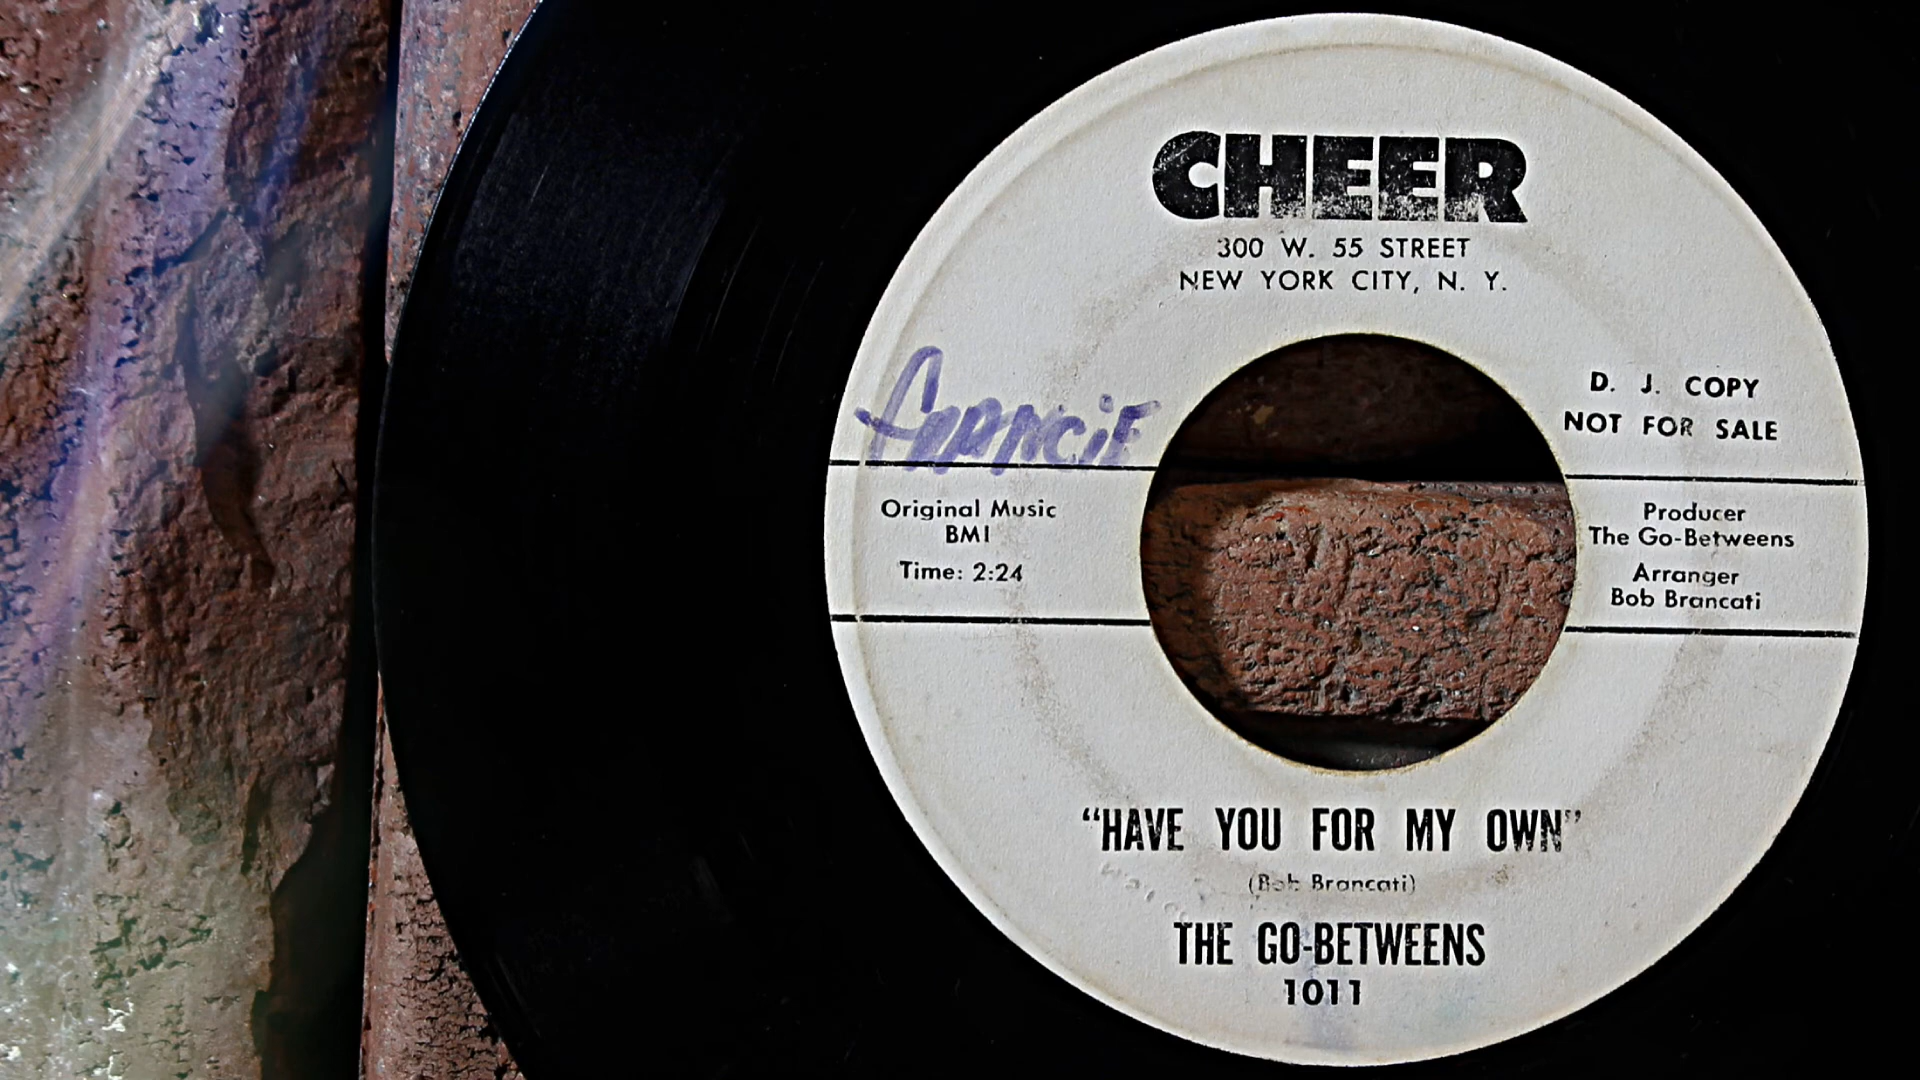 CHEER
300 W. 55 STREET
NEW YORK CITY, N. Y.
Francie
D. J. COPY
NOT FOR SALE
Original Music
BMI
Time: 2:24
Producer
The Go-Betweens
Arranger
Bob Brancati
"HAVE YOU FOR MY OWN"
(Bob Brancati)
THE GO-BETWEENS
1011